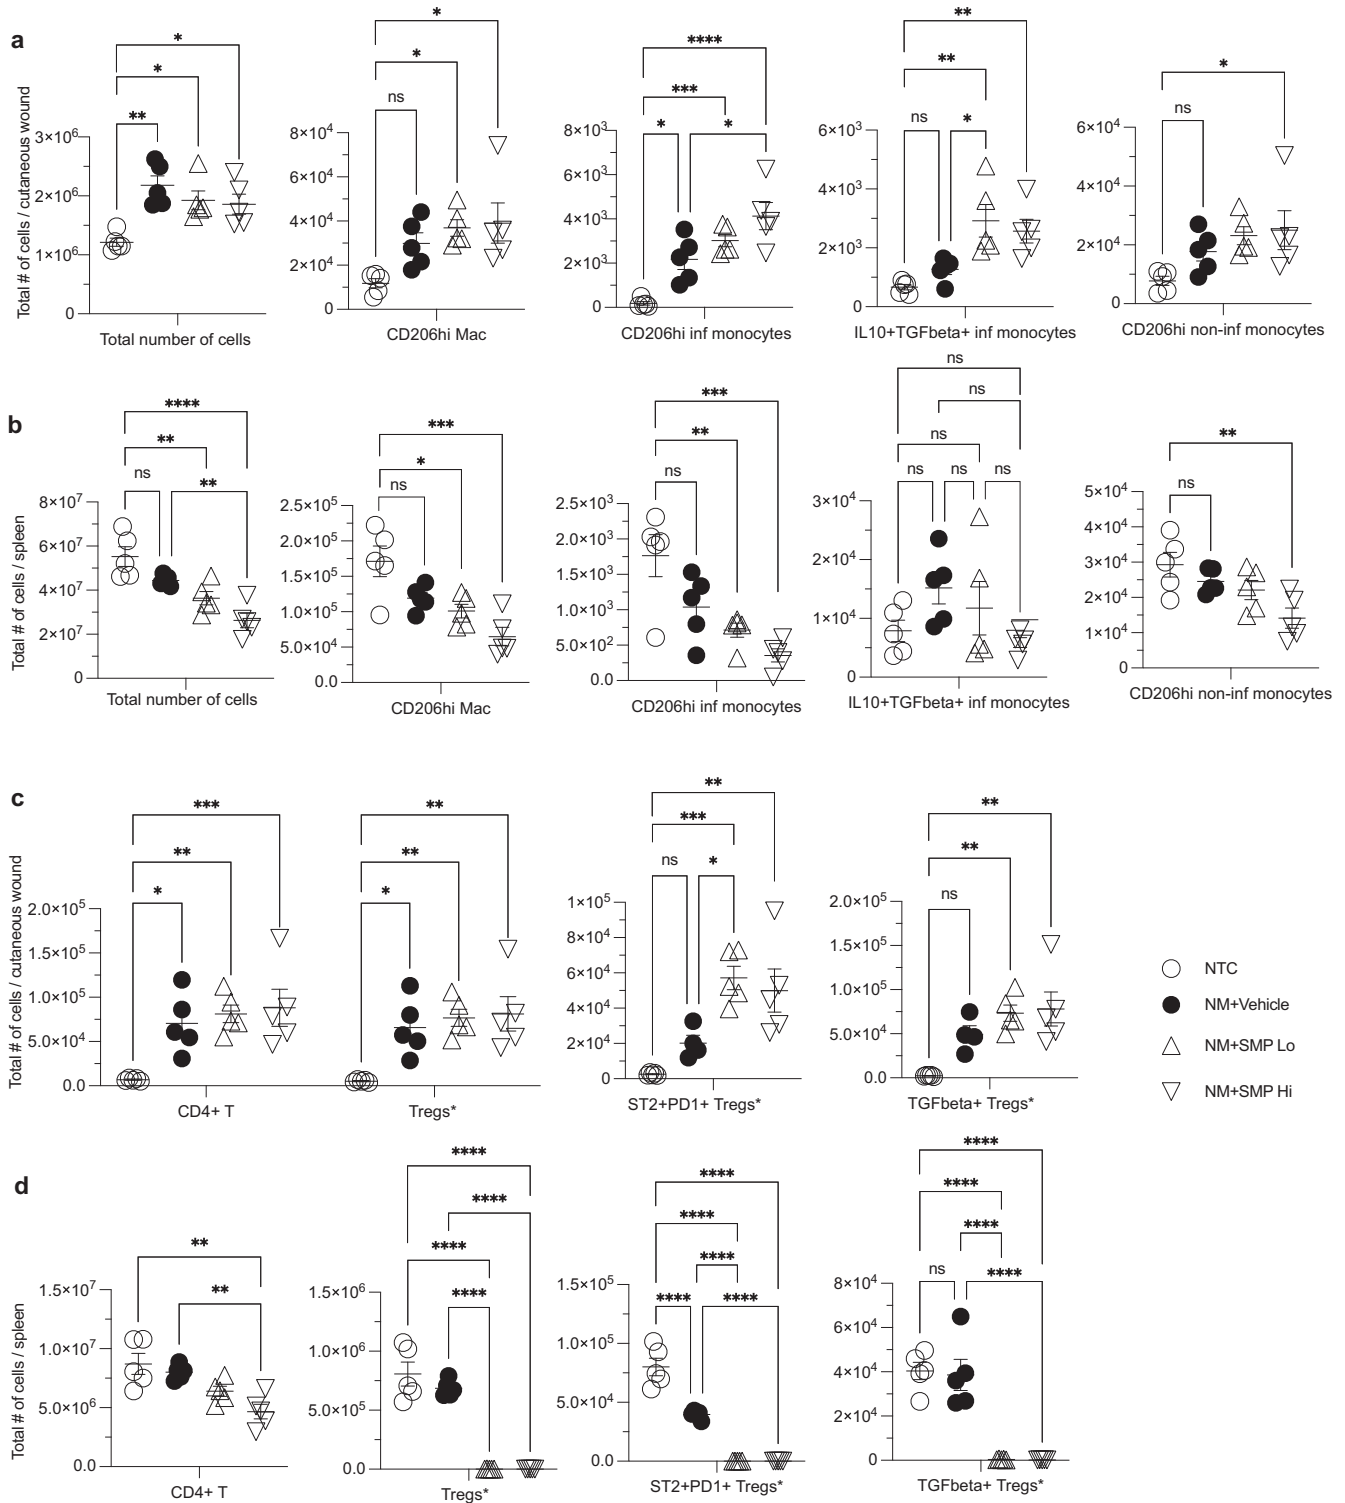 a
Total # of cells / cutaneous wound
* * **
3×10⁶
2×10⁶
1×10⁶
0
Total number of cells
* * ns
8×10⁴
6×10⁴
4×10⁴
2×10⁴
0
CD206hi Mac
**** *** * *
8×10³
6×10³
4×10³
2×10³
0
CD206hi inf monocytes
** ** ns *
6×10³
4×10³
2×10³
0
IL10+TGFbeta+ inf monocytes
* ns
6×10⁴
4×10⁴
2×10⁴
0
CD206hi non-inf monocytes
b
Total # of cells / spleen
**** ** ns **
8×10⁷
6×10⁷
4×10⁷
2×10⁷
0
Total number of cells
*** * ns
2.5×10⁵
2.0×10⁵
1.5×10⁵
1.0×10⁵
5.0×10⁴
0.0
CD206hi Mac
*** ** ns
2.5×10³
2.0×10³
1.5×10³
1.0×10³
5.0×10²
0.0
CD206hi inf monocytes
ns ns ns ns ns ns
3×10⁴
2×10⁴
1×10⁴
0
IL10+TGFbeta+ inf monocytes
** ns
5×10⁴
4×10⁴
3×10⁴
2×10⁴
1×10⁴
0
CD206hi non-inf monocytes
c
Total # of cells / cutaneous wound
*** ** *
** ** *
2.0×10⁵
1.5×10⁵
1.0×10⁵
5.0×10⁴
0.0
CD4+ T
Tregs*
** *** ns *
1×10⁵
8×10⁴
6×10⁴
4×10⁴
2×10⁴
0
ST2+PD1+ Tregs*
** ** ns
2.0×10⁵
1.5×10⁵
1.0×10⁵
5.0×10⁴
0.0
TGFbeta+ Tregs*
NTC
NM+Vehicle
NM+SMP Lo
NM+SMP Hi
d
Total # of cells / spleen
** **
1.5×10⁷
1.0×10⁷
5.0×10⁶
0.0
CD4+ T
**** **** **** ****
1.5×10⁶
1.0×10⁶
5.0×10⁵
0.0
Tregs*
**** **** **** **** ****
1.5×10⁵
1.0×10⁵
5.0×10⁴
0.0
ST2+PD1+ Tregs*
**** **** **** ns ****
8×10⁴
6×10⁴
4×10⁴
2×10⁴
0
TGFbeta+ Tregs*